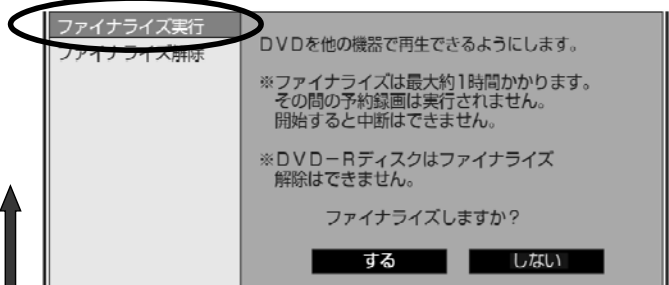 ファイナライズ実行
ファイナライズ解除
DVDを他の機器で再生できるようにします。
※ファイナライズは最大約1時間かかります。
その間の予約録画は実行されません。
開始すると中断はできません。
※DVD-Rディスクはファイナライズ
解除はできません。
ファイナライズしますか？
する
しない